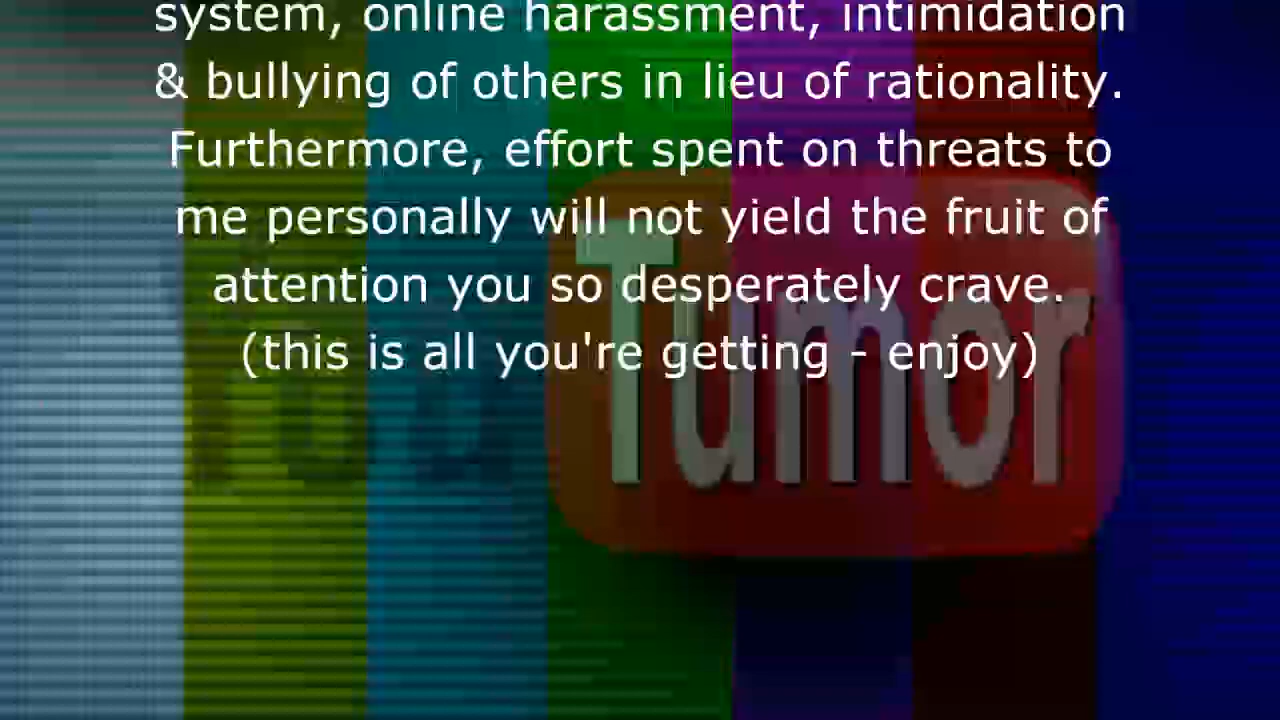 system, online harassment, intimidation
& bullying of others in lieu of rationality.
Furthermore, effort spent on threats to
me personally will not yield the fruit of
attention you so desperately crave.
(this is all you're getting - enjoy)
You Tumor